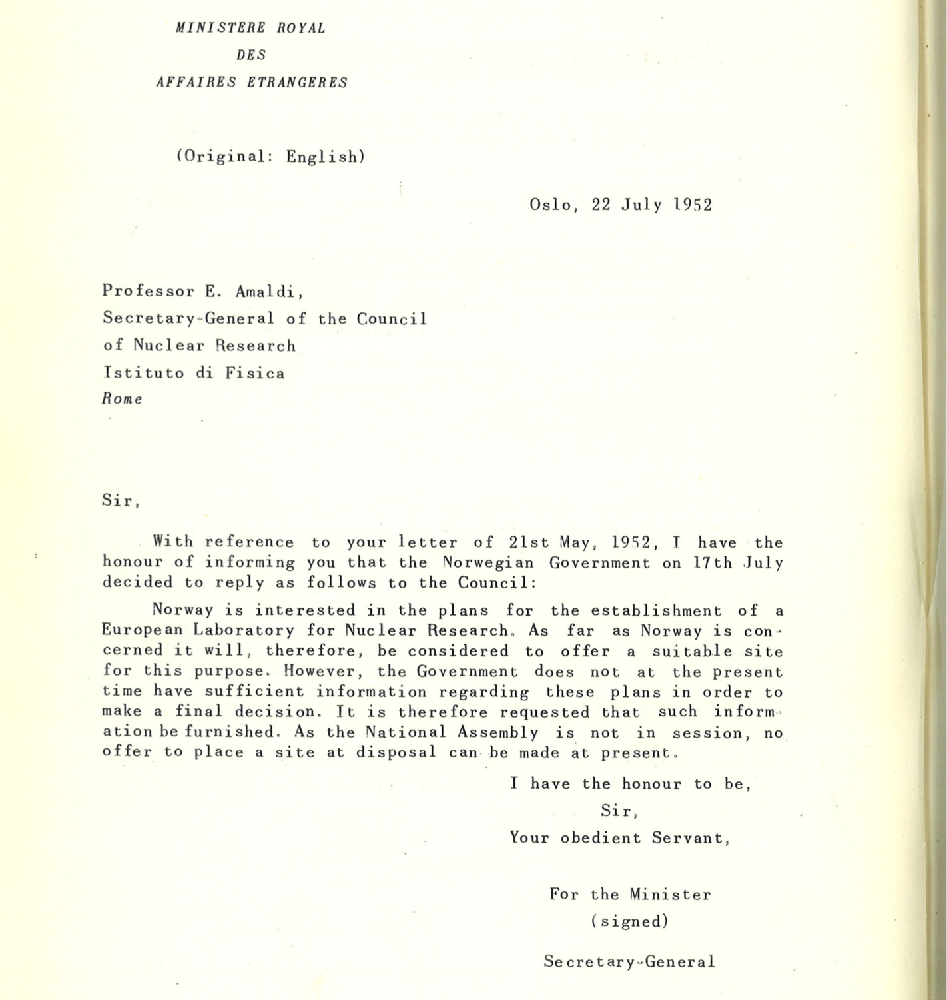 MINISTERE ROYAL
DES
AFFAIRES ETRANGERES
(Original: English)
Oslo, 22 July 1952
Professor E. Amaldi,
Secretary-General of the Council
of Nuclear Research
Istituto di Fisica
Rome
Sir,
With reference to your letter of 21st May, 1952, I have the
honour of informing you that the Norwegian Government on 17th July
decided to reply as follows to the Council:
Norway is interested in the plans for the establishment of a
European Laboratory for Nuclear Research. As far as Norway is con-
cerned it will, therefore, be considered to offer a suitable site
for this purpose. However, the Government does not at the present
time have sufficient information regarding these plans in order to
make a final decision. It is therefore requested that such inform-
ation be furnished. As the National Assembly is not in session, no
offer to place a site at disposal can be made at present.
I have the honour to be,
Sir,
Your obedient Servant,
For the Minister
(signed)
Secretary-General